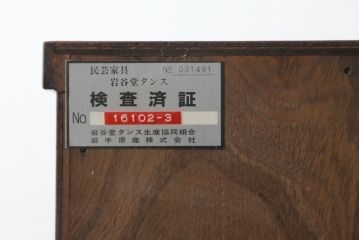 民芸家具 № 031491
岩谷堂タンス
検査済証
No. 16102-3
岩谷堂タンス生産協同組合
岩手県産株式会社